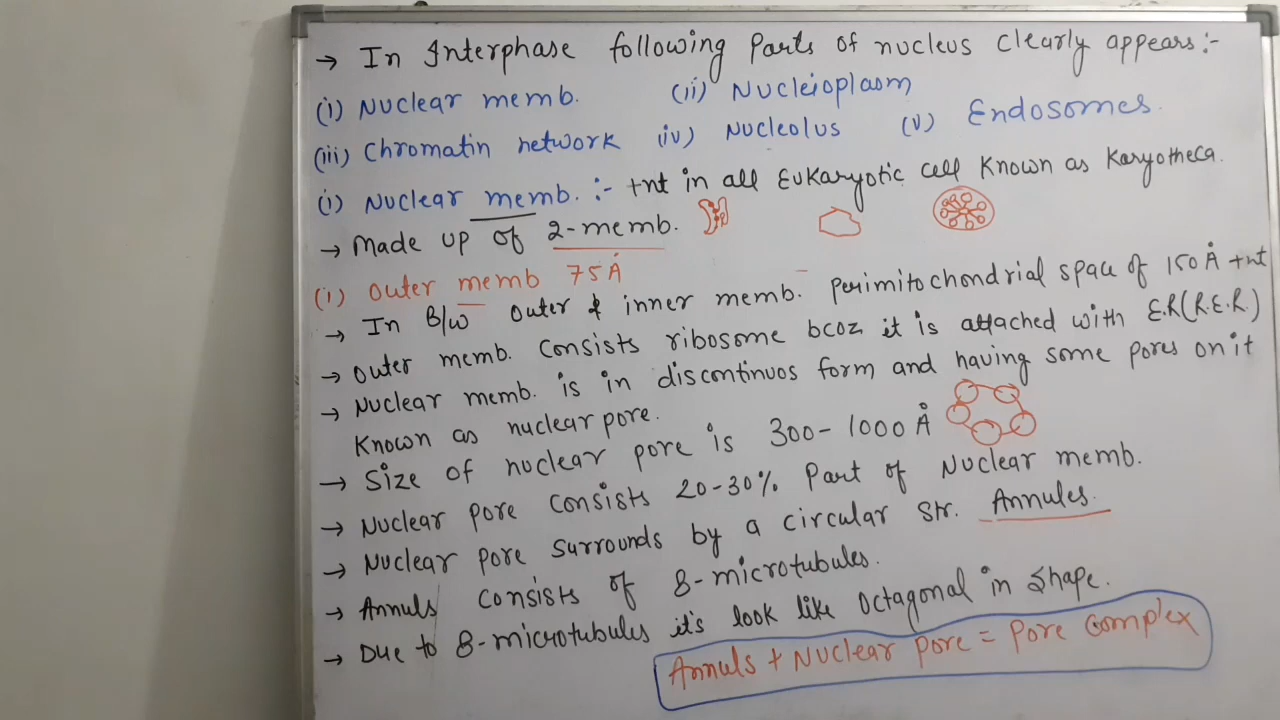 → In Interphase following Parts of nucleus Clearly appears:-
(i) Nuclear memb. (ii) Nucleioplasm
(iii) Chromatin network (iv) Nucleolus (v) Endosomes.
(i) Nuclear memb. :- +nt in all Eukaryotic cell Known as Karyotheca.
→ Made up of 2-memb.
(1) Outer memb 75Å
→ In B/w Outer & inner memb. Perimitochondrial space of 150Å +nt
→ Outer memb. Consists ribosome bcoz it is attached with E.R(R.E.R.)
→ Nuclear memb. is in discontinuos form and having some pores on it
Known as nuclear pore.
→ Size of nuclear pore is 300-1000Å
→ Nuclear pore Consists 20-30% Part of Nuclear memb.
→ Nuclear pore Surrounds by a circular Str. Annules.
→ Annuls Consists of 8-microtubules.
→ Due to 8-microtubules it's look like Octagonal in Shape.
Annuls + Nuclear pore = Pore Complex